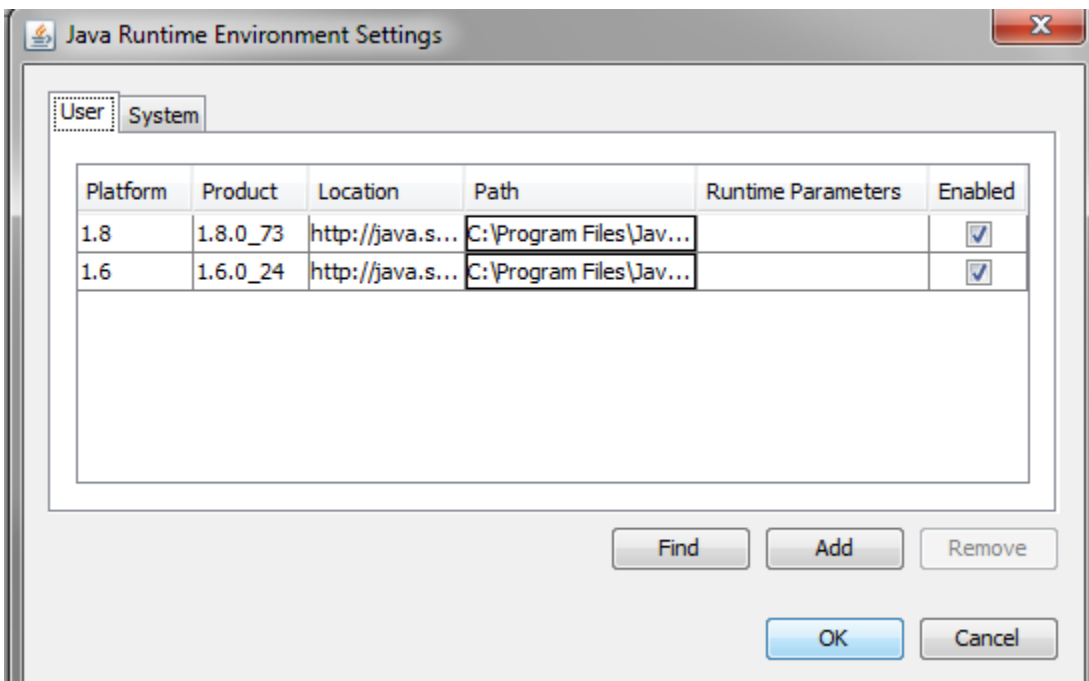 Java Runtime Environment Settings
User System
Platform Product Location Path Runtime Parameters Enabled
1.8 1.8.0_73 http://java.s... C:\Program Files\Jav...
1.6 1.6.0_24 http://java.s... C:\Program Files\Jav...
Find Add Remove
OK Cancel